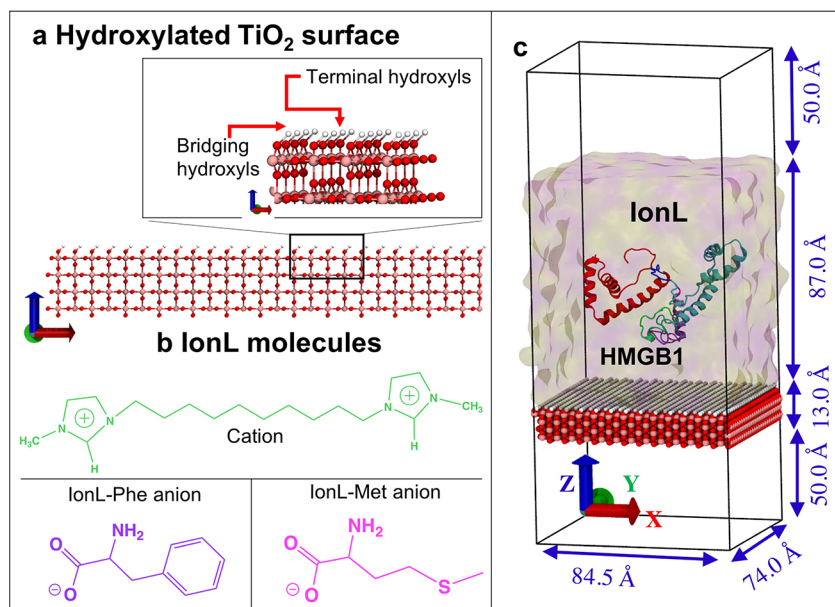 a Hydroxylated TiO₂ surface
Terminal hydroxyls
Bridging
hydroxyls
b IonL molecules
N
N
H₃C
H
Cation
N
N
CH₃
H
IonL-Phe anion
NH₂
O
O
IonL-Met anion
NH₂
O
O
S
c
IonL
HMGB1
50.0 Å
87.0 Å
13.0 Å
50.0 Å
Z
Y
X
84.5 Å
74.0 Å